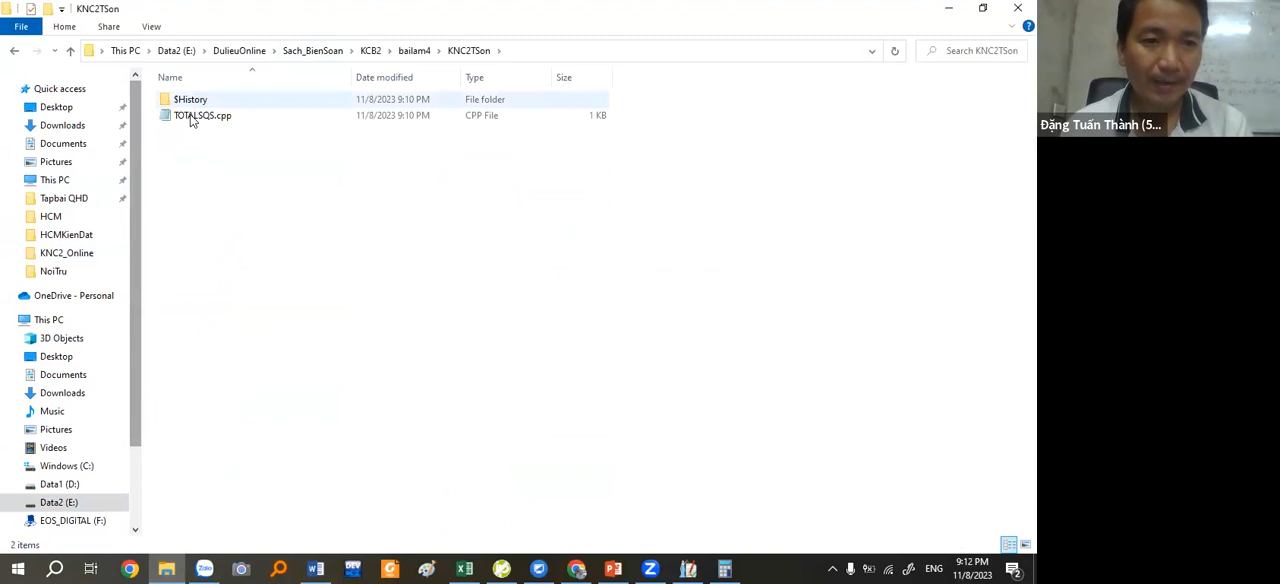 KNC2TSon
File Home Share View
This PC > Data2 (E:) > DulieuOnline > Sach_BienSoan > KCB2 > bailam4 > KNC2TSon >
Search KNC2TSon
Name Date modified Type Size
$History 11/8/2023 9:10 PM File folder
TOTALSQS.cpp 11/8/2023 9:10 PM CPP File 1 KB
Quick access
Desktop
Downloads
Documents
Pictures
This PC
Tapbai QHD
HCM
HCMKienDat
KNC2_Online
NoiTru
OneDrive - Personal
This PC
3D Objects
Desktop
Documents
Downloads
Music
Pictures
Videos
Windows (C:)
Data1 (D:)
Data2 (E:)
EOS_DIGITAL (F:)
2 items
Đặng Tuấn Thành (5...
Zalo
DEV
ENG
9:12 PM
11/8/2023
2